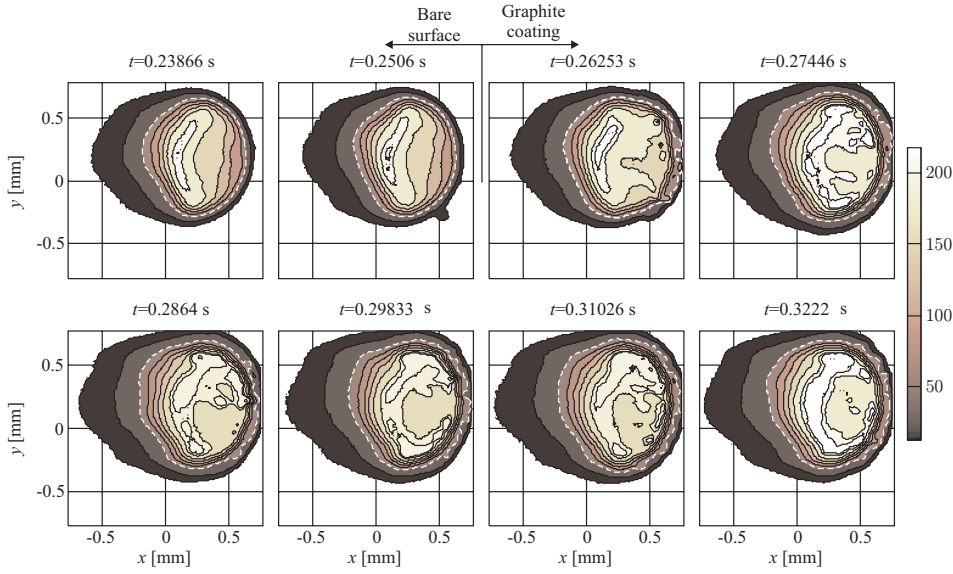 Bare
surface
Graphite
coating
t=0.23866 s
t=0.2506 s
t=0.26253 s
t=0.27446 s
y [mm]
0.5
0
-0.5
200
150
100
50
t=0.2864 s
t=0.29833 s
t=0.31026 s
t=0.3222 s
y [mm]
0.5
0
-0.5
-0.5 0 0.5
-0.5 0 0.5
-0.5 0 0.5
-0.5 0 0.5
x [mm]
x [mm]
x [mm]
x [mm]